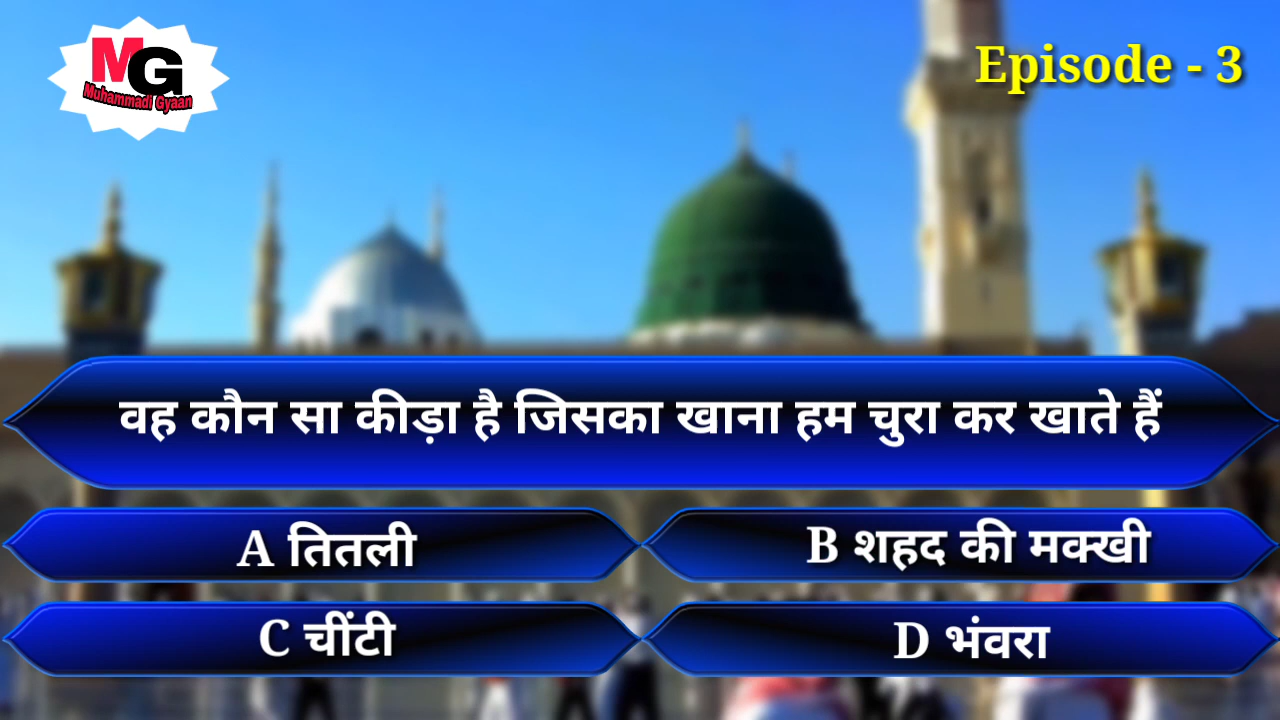 MG
Muhammadi Gyaan
Episode - 3
वह कौन सा कीड़ा है जिसका खाना हम चुरा कर खाते हैं
A तितली
B शहद की मक्खी
C चींटी
D भंवरा